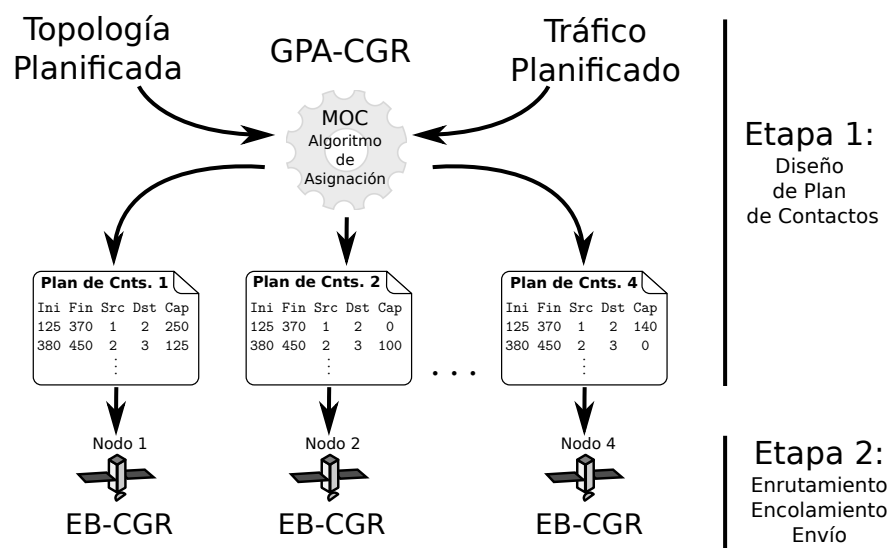 Topología
Planificada
GPA-CGR
Tráfico
Planificado
MOC
Algoritmo
de
Asignación
Etapa 1:
Diseño
de Plan
de Contactos
Plan de Cnts. 1
Ini Fin Src Dst Cap
125 370 1 2 250
380 450 2 3 125
Plan de Cnts. 2
Ini Fin Src Dst Cap
125 370 1 2 0
380 450 2 3 100
. . .
Plan de Cnts. 4
Ini Fin Src Dst Cap
125 370 1 2 140
380 450 2 3 0
Nodo 1
EB-CGR
Nodo 2
EB-CGR
Nodo 4
EB-CGR
Etapa 2:
Enrutamiento
Encolamiento
Envío